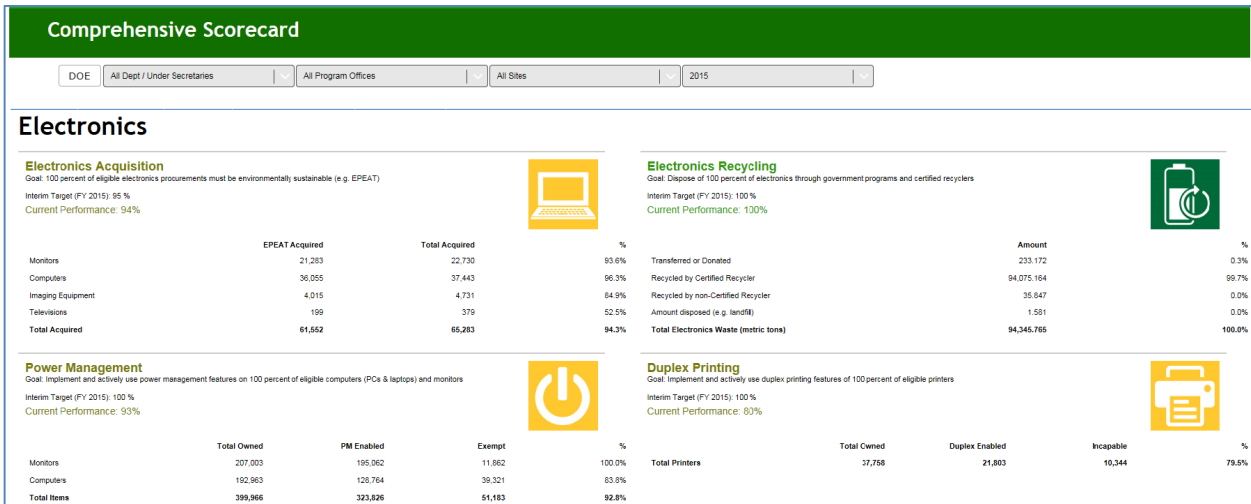 Comprehensive Scorecard
DOE All Dept / Under Secretaries All Program Offices All Sites 2015
Electronics
Electronics Acquisition
Goal: 100 percent of eligible electronics procurements must be environmentally sustainable (e.g. EPEAT)
Interim Target (FY 2015): 95 %
Current Performance: 94%
EPEAT Acquired Total Acquired %
Monitors 21,283 22,730 93.6%
Computers 36,055 37,443 96.3%
Imaging Equipment 4,015 4,731 84.9%
Televisions 199 379 52.5%
Total Acquired 61,552 65,283 94.3%
Electronics Recycling
Goal: Dispose of 100 percent of electronics through government programs and certified recyclers
Interim Target (FY 2015): 100 %
Current Performance: 100%
Amount %
Transferred or Donated 233.172 0.3%
Recycled by Certified Recycler 94,075.164 99.7%
Recycled by non-Certified Recycler 35.847 0.0%
Amount disposed (e.g. landfill) 1.581 0.0%
Total Electronics Waste (metric tons) 94,345.765 100.0%
Power Management
Goal: Implement and actively use power management features on 100 percent of eligible computers (PCs & laptops) and monitors
Interim Target (FY 2015): 100 %
Current Performance: 93%
Total Owned PM Enabled Exempt %
Monitors 207,003 195,062 11,862 100.0%
Computers 192,963 128,764 39,321 83.8%
Total Items 399,966 323,826 51,183 92.8%
Duplex Printing
Goal: Implement and actively use duplex printing features of 100 percent of eligible printers
Interim Target (FY 2015): 100 %
Current Performance: 80%
Total Owned Duplex Enabled Incapable %
Total Printers 37,758 21,803 10,344 79.5%